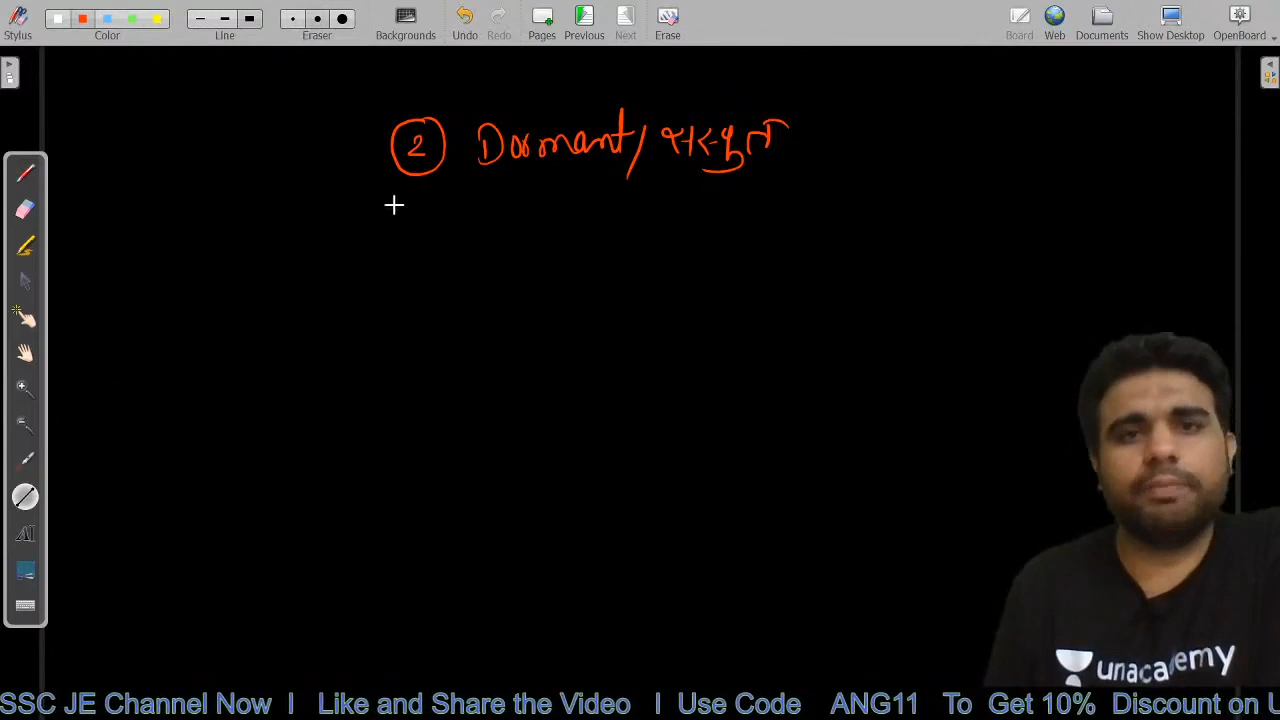 Stylus
Color
Line
Eraser
Backgrounds
Undo
Redo
Pages
Previous
Next
Erase
Board
Web
Documents
Show Desktop
OpenBoard
2 Dormant/
unacademy
SSC JE Channel Now I Like and Share the Video I Use Code ANG11 To Get 10% Discount on U